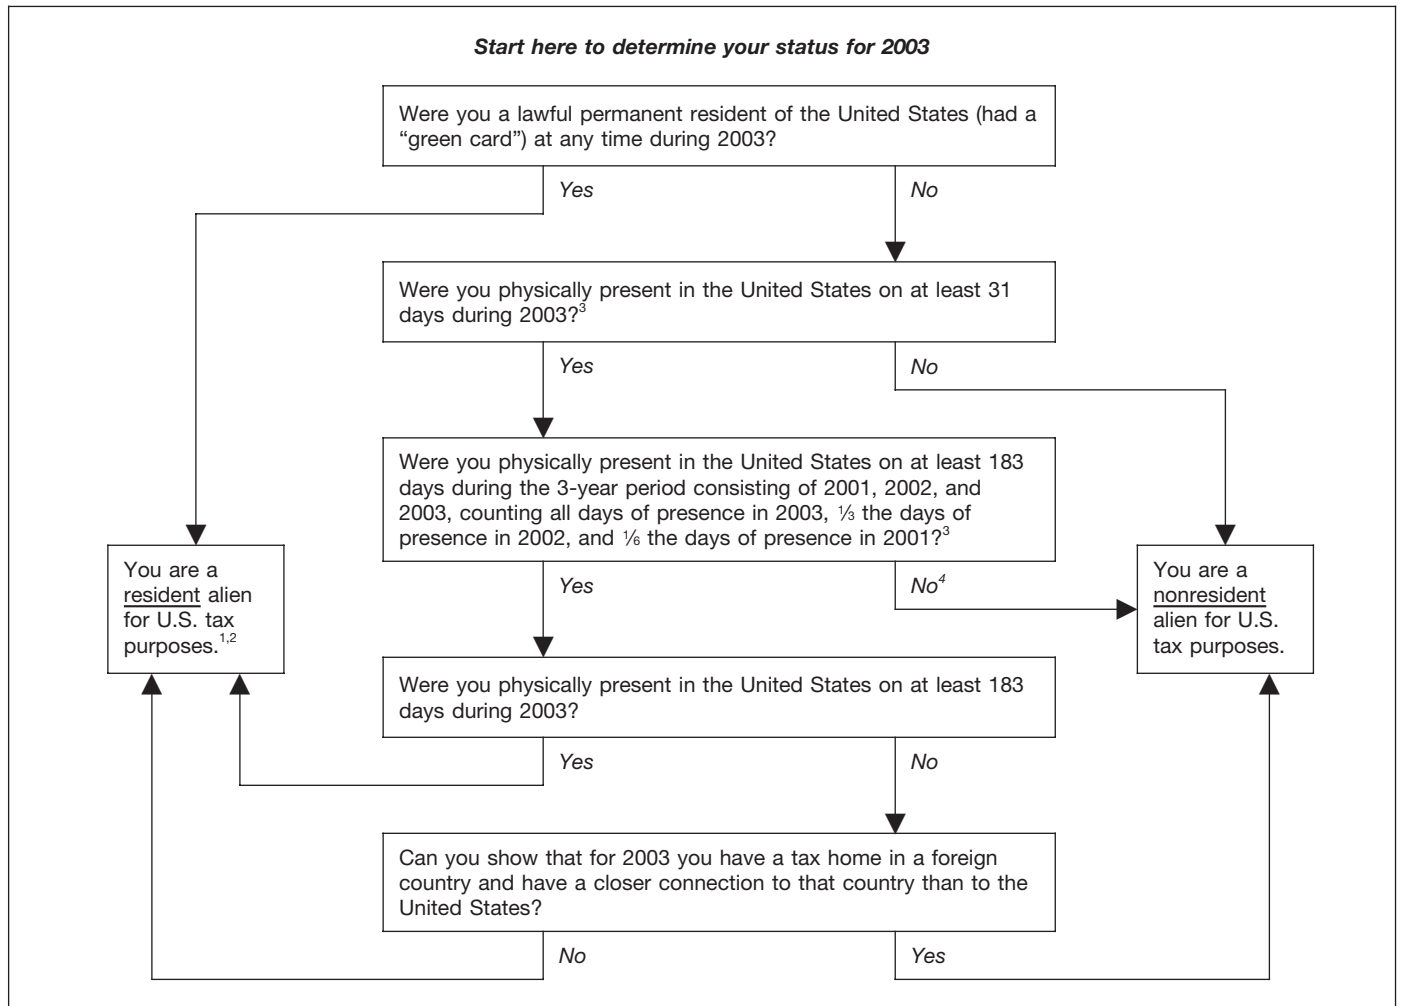 Start here to determine your status for 2003
Were you a lawful permanent resident of the United States (had a
“green card”) at any time during 2003?
Yes
No
Were you physically present in the United States on at least 31
days during 2003?³
Yes
No
Were you physically present in the United States on at least 183
days during the 3-year period consisting of 2001, 2002, and
2003, counting all days of presence in 2003, ⅓ the days of
presence in 2002, and ⅙ the days of presence in 2001?³
You are a
resident alien
for U.S. tax
purposes.¹,²
Yes
No⁴
You are a
nonresident
alien for U.S.
tax purposes.
Were you physically present in the United States on at least 183
days during 2003?
Yes
No
Can you show that for 2003 you have a tax home in a foreign
country and have a closer connection to that country than to the
United States?
No
Yes